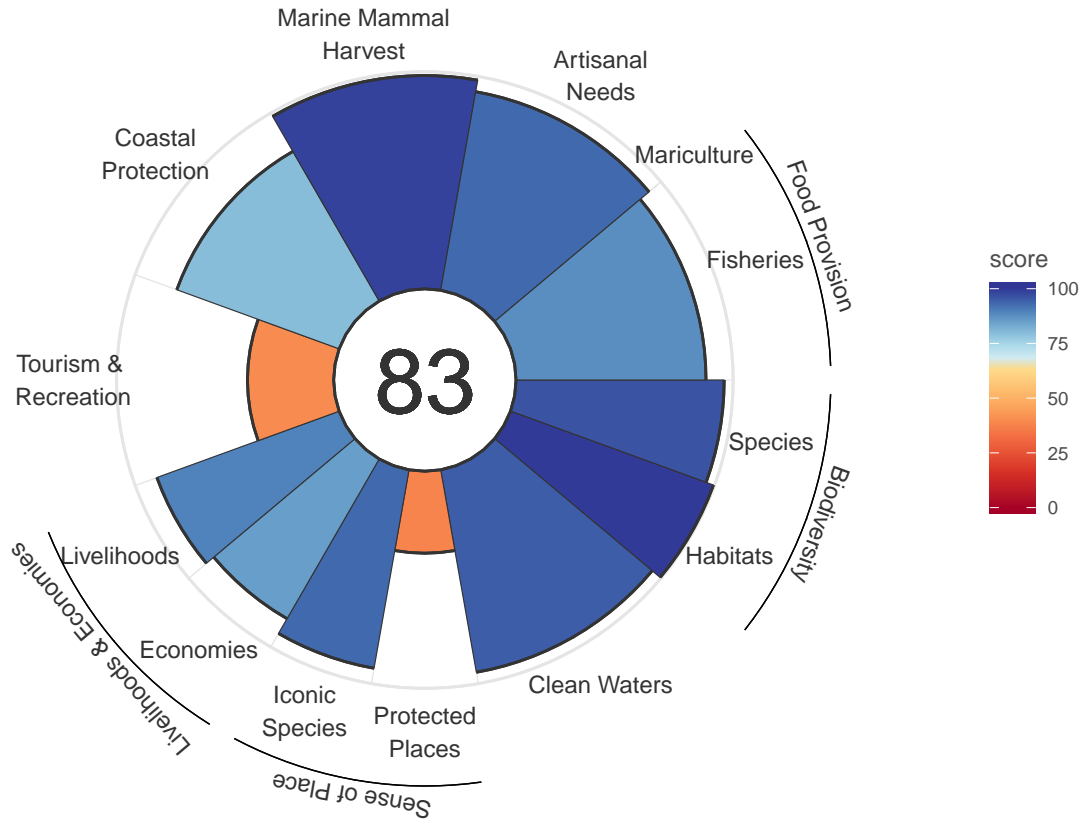 Marine Mammal
Harvest
Artisanal
Needs
Coastal
Protection
Mariculture
Food Provision
Fisheries
score
100
75
50
25
0
Tourism &
Recreation
83
Species
Biodiversity
Livelihoods
Habitats
Livelihoods & Economies
Economies
Clean Waters
Iconic
Species
Protected
Places
Sense of Place